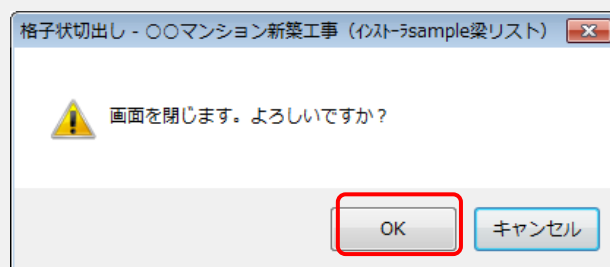 格子状切出し - ○○マンション新築工事（ｲﾝｽﾄｰﾗsample梁リスト）
画面を閉じます。よろしいですか？
OK
キャンセル